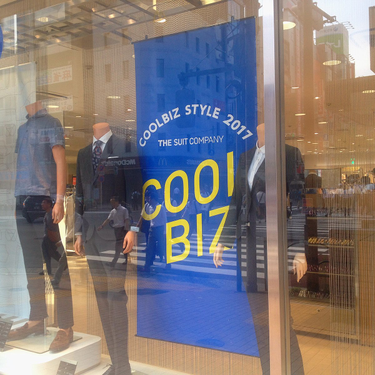 COOLBIZ STYLE 2017
THE SUIT COMPANY
COOL
BIZ